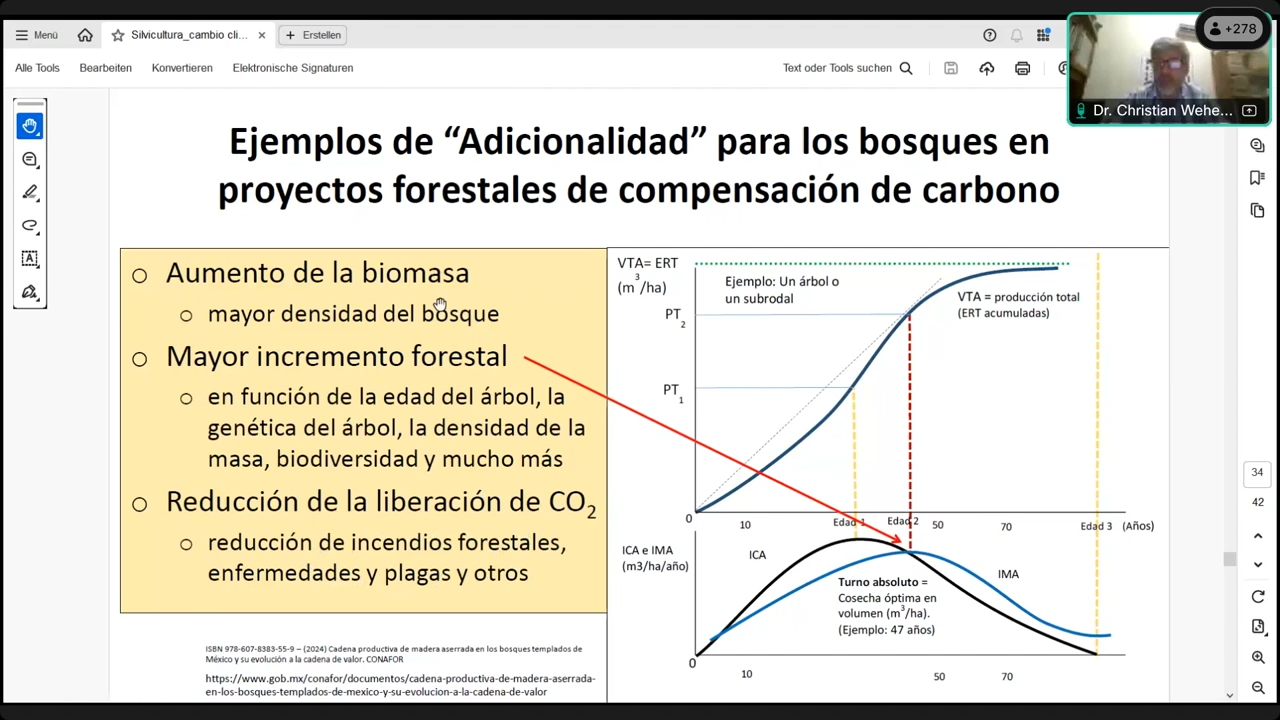 +278
Menú
Silvicultura_cambio cli...
Erstellen
Alle Tools
Bearbeiten
Konvertieren
Elektronische Signaturen
Text oder Tools suchen
Dr. Christian Wehe...
Ejemplos de “Adicionalidad” para los bosques en
proyectos forestales de compensación de carbono
Aumento de la biomasa
mayor densidad del bosque
Mayor incremento forestal
en función de la edad del árbol, la
genética del árbol, la densidad de la
masa, biodiversidad y mucho más
Reducción de la liberación de CO2
reducción de incendios forestales,
enfermedades y plagas y otros
ISBN 978-607-8383-55-9 – (2024) Cadena productiva de madera aserrada en los bosques templados de
México y su evolución a la cadena de valor. CONAFOR
https://www.gob.mx/conafor/documentos/cadena-productiva-de-madera-aserrada-
en-los-bosques-templados-de-mexico-y-su-evolucion-a-la-cadena-de-valor
VTA= ERT
(m3/ha)
Ejemplo: Un árbol o
un subrodal
VTA = producción total
(ERT acumuladas)
PT2
PT1
0
10
Edad 1
Edad 2
50
70
Edad 3
(Años)
ICA e IMA
(m3/ha/año)
ICA
IMA
Turno absoluto =
Cosecha óptima en
volumen (m3/ha).
(Ejemplo: 47 años)
0
10
50
70
34
42